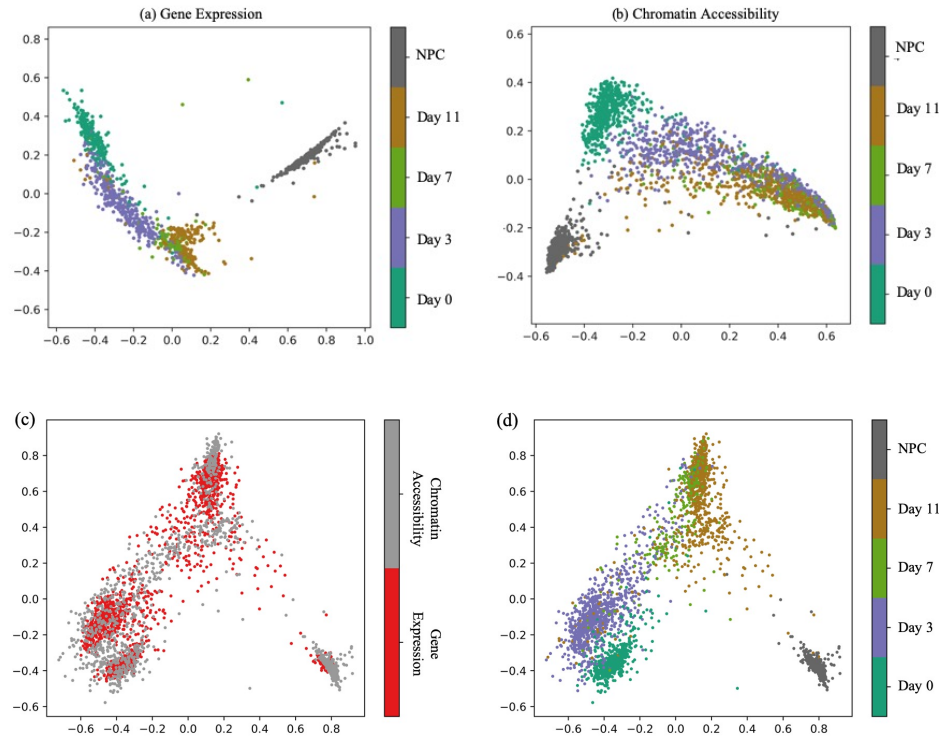 (a) Gene Expression
0.8
0.6
0.4
0.2
0.0
−0.2
−0.4
−0.6
−0.6 −0.4 −0.2 0.0 0.2 0.4 0.6 0.8 1.0
NPC
Day 11
Day 7
Day 3
Day 0
(b) Chromatin Accessibility
0.6
0.4
0.2
0.0
−0.2
−0.4
−0.6 −0.4 −0.2 0.0 0.2 0.4 0.6
NPC
Day 11
Day 7
Day 3
Day 0
(c)
0.8
0.6
0.4
0.2
0.0
−0.2
−0.4
−0.6
−0.6 −0.4 −0.2 0.0 0.2 0.4 0.6 0.8
Chromatin
Accessibility
Gene
Expression
(d)
0.8
0.6
0.4
0.2
0.0
−0.2
−0.4
−0.6
−0.6 −0.4 −0.2 0.0 0.2 0.4 0.6 0.8
NPC
Day 11
Day 7
Day 3
Day 0